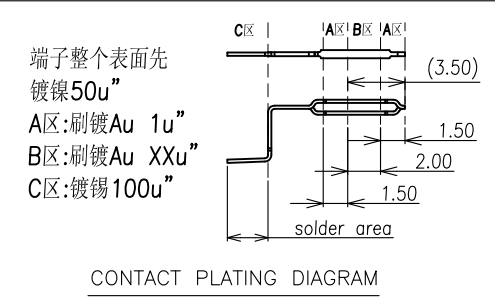 C区 A区 B区 A区
端子整个表面先
镀镍50u"
A区:刷镀Au 1u"
B区:刷镀Au XXu"
C区:镀锡100u"
(3.50)
1.50
2.00
1.50
solder area
CONTACT PLATING DIAGRAM